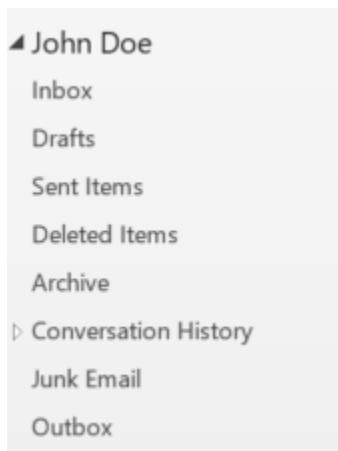 John Doe
Inbox
Drafts
Sent Items
Deleted Items
Archive
Conversation History
Junk Email
Outbox